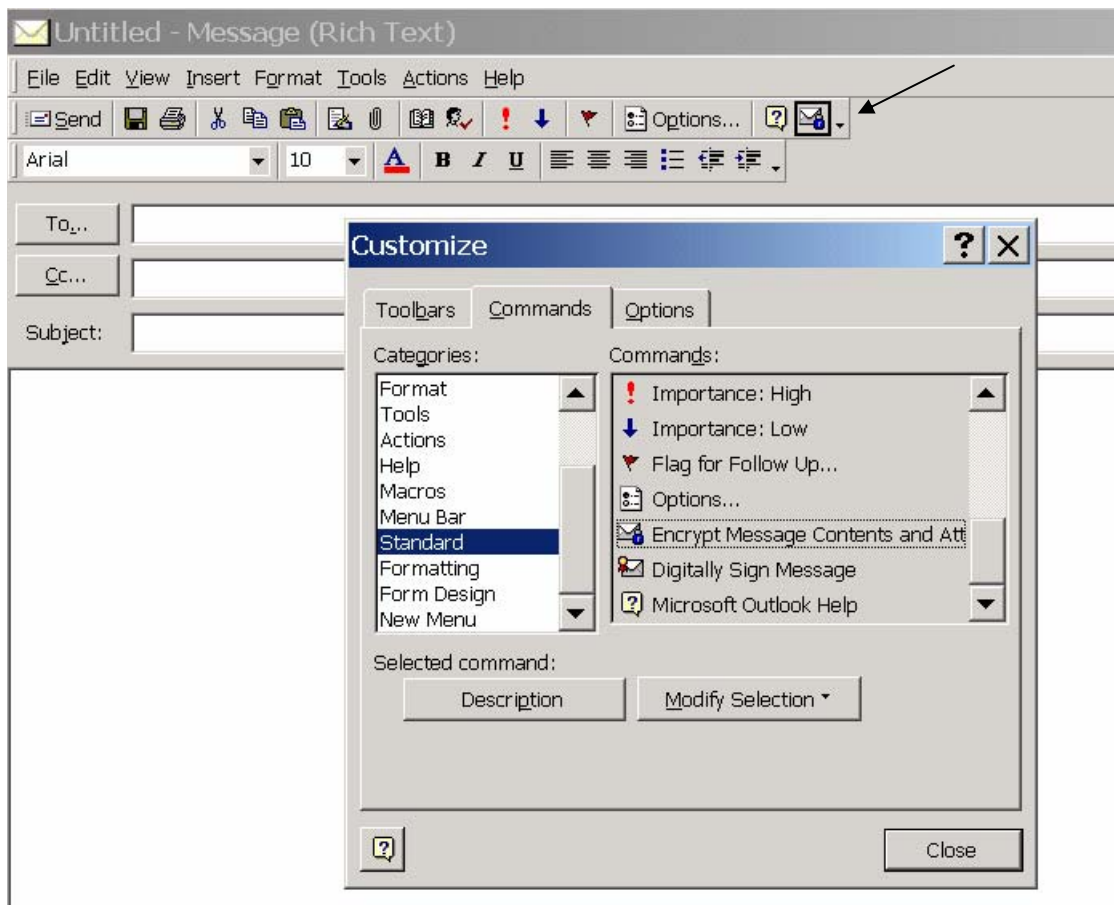 Untitled - Message (Rich Text)
File Edit View Insert Format Tools Actions Help
Send Options...
Arial 10 A B I U
To...
Cc...
Subject:
Customize
Toolbars Commands Options
Categories: Commands:
Format
Tools
Actions
Help
Macros
Menu Bar
Standard
Formatting
Form Design
New Menu
Importance: High
Importance: Low
Flag for Follow Up...
Options...
Encrypt Message Contents and Att
Digitally Sign Message
Microsoft Outlook Help
Selected command:
Description Modify Selection
Close